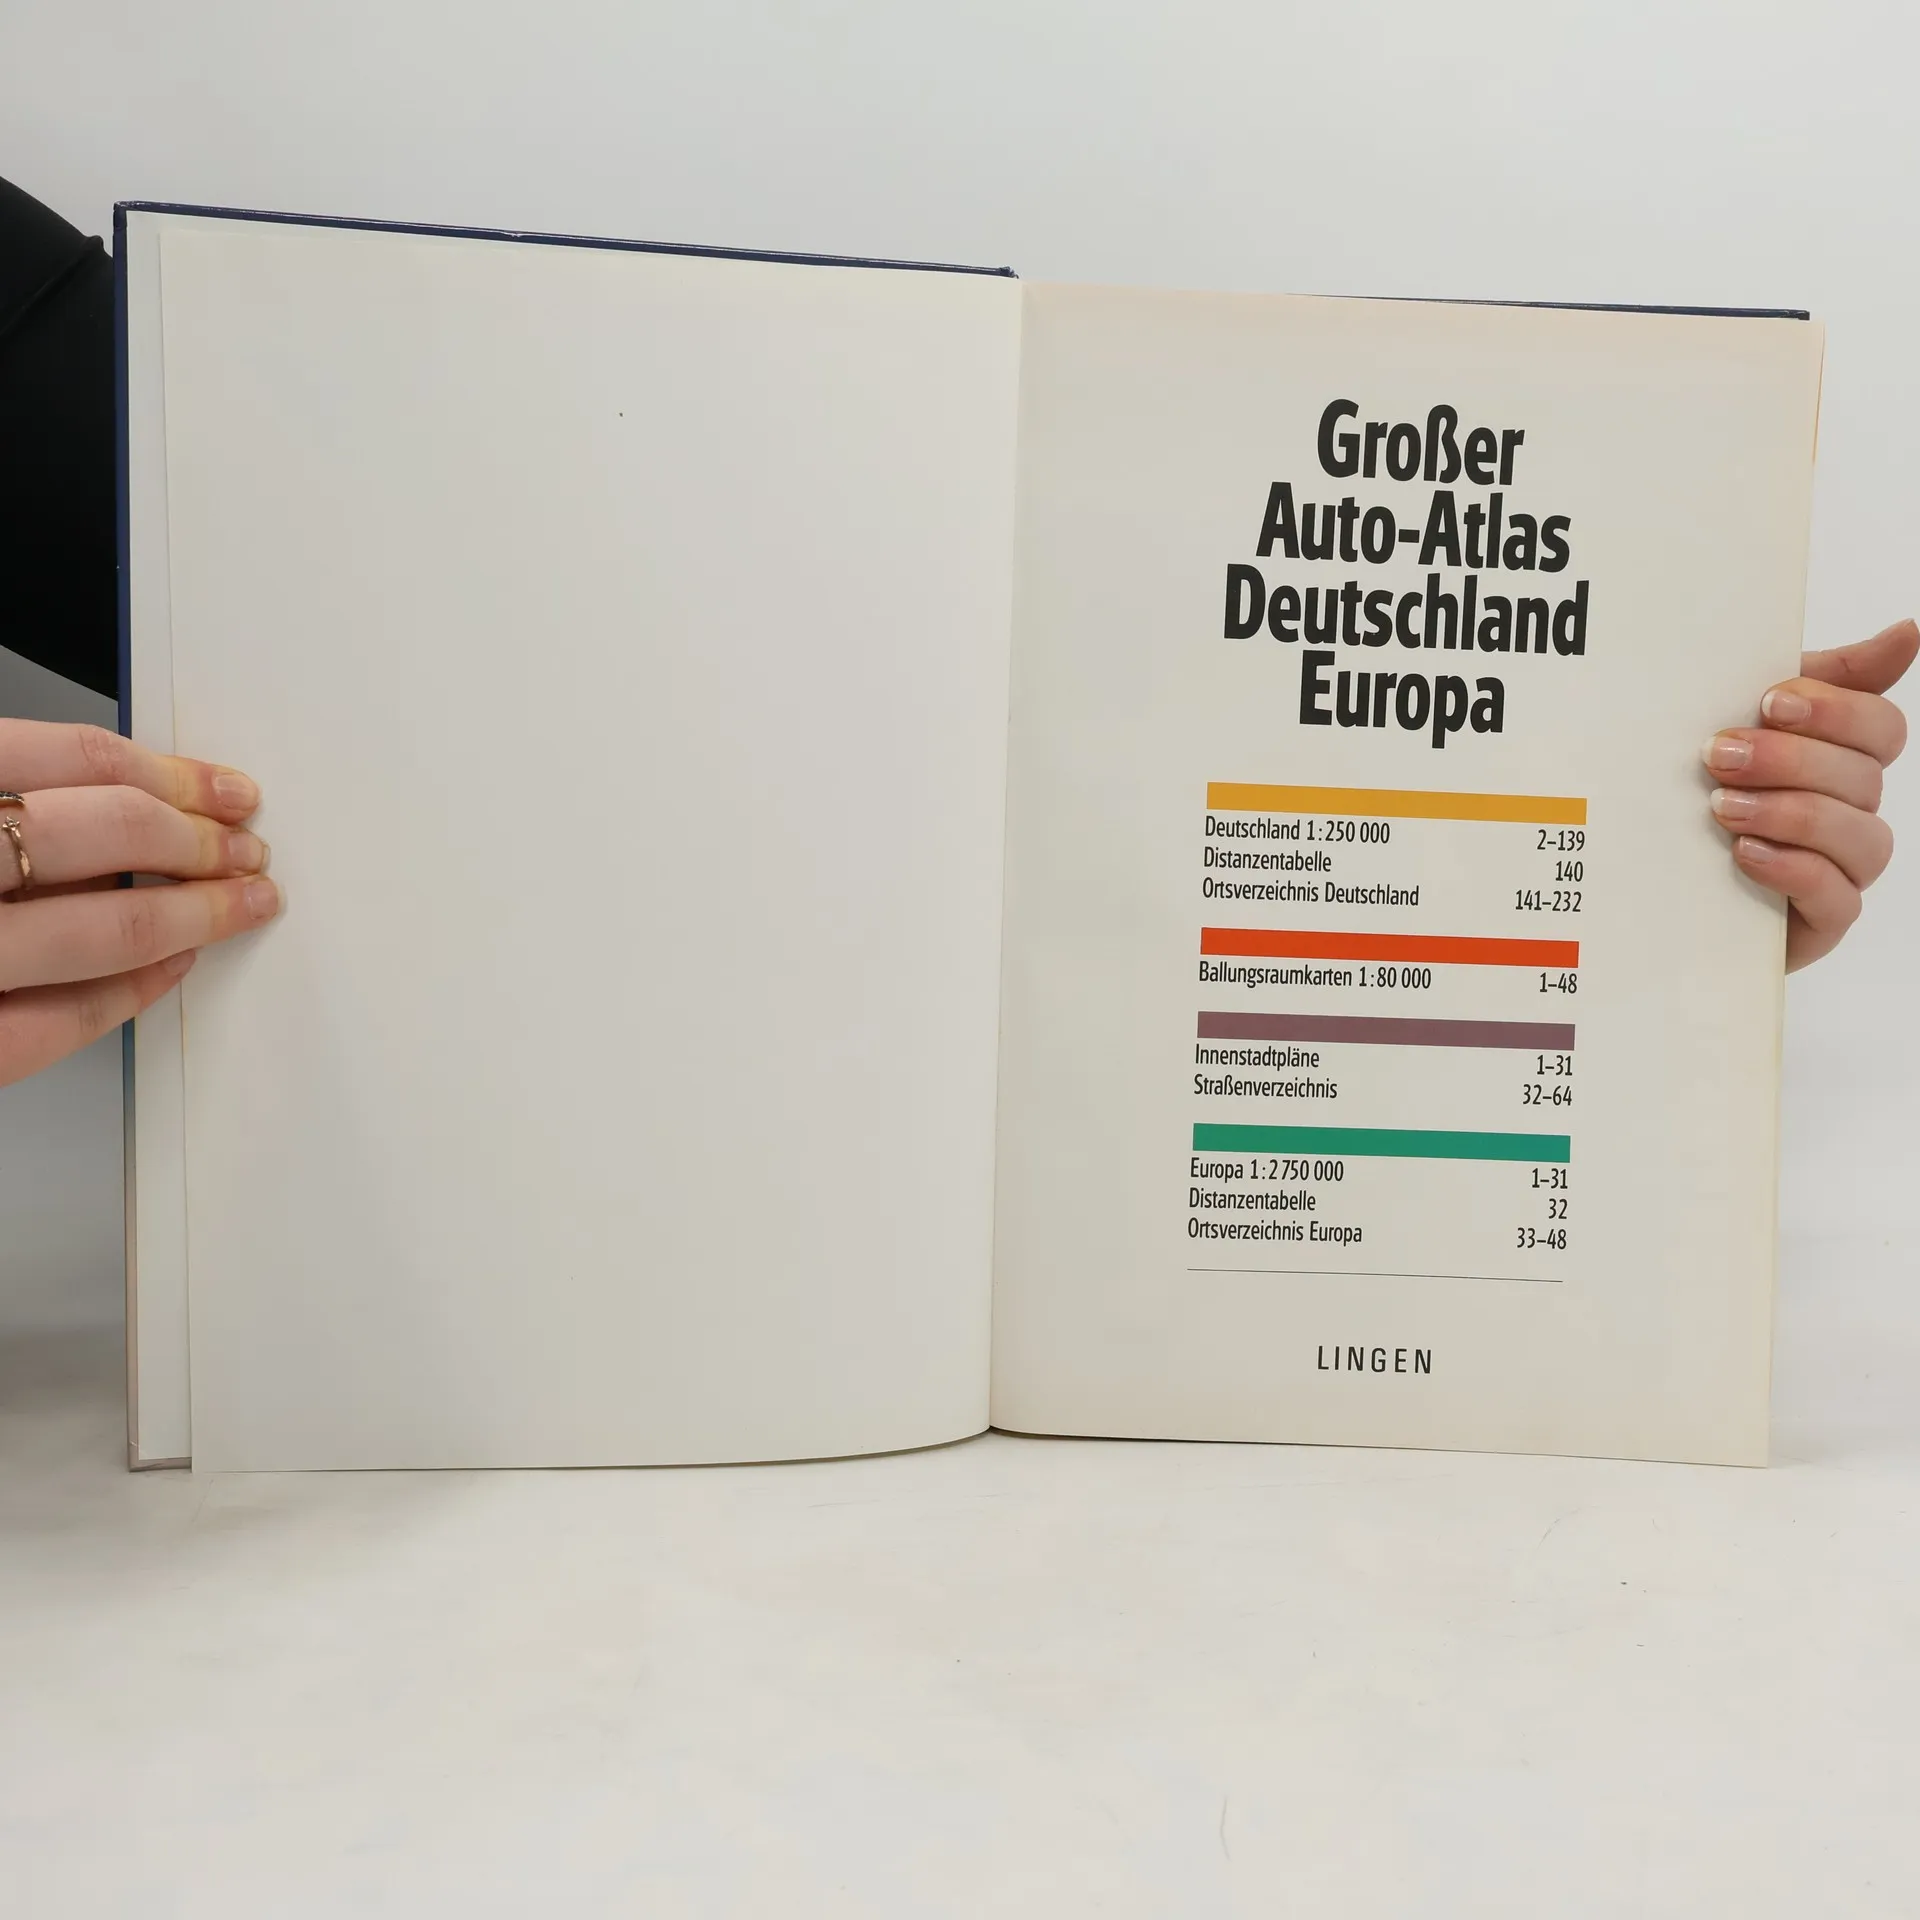 Großer
Auto-Atlas
Deutschland
Europa
Deutschland 1:250 000 2–139
Distanzentabelle 140
Ortsverzeichnis Deutschland 141–232
Ballungsraumkarten 1:80 000 1–48
Innenstadtpläne 1–31
Straßenverzeichnis 32–64
Europa 1:2 750 000 1–31
Distanzentabelle 32
Ortsverzeichnis Europa 33–48
LINGEN